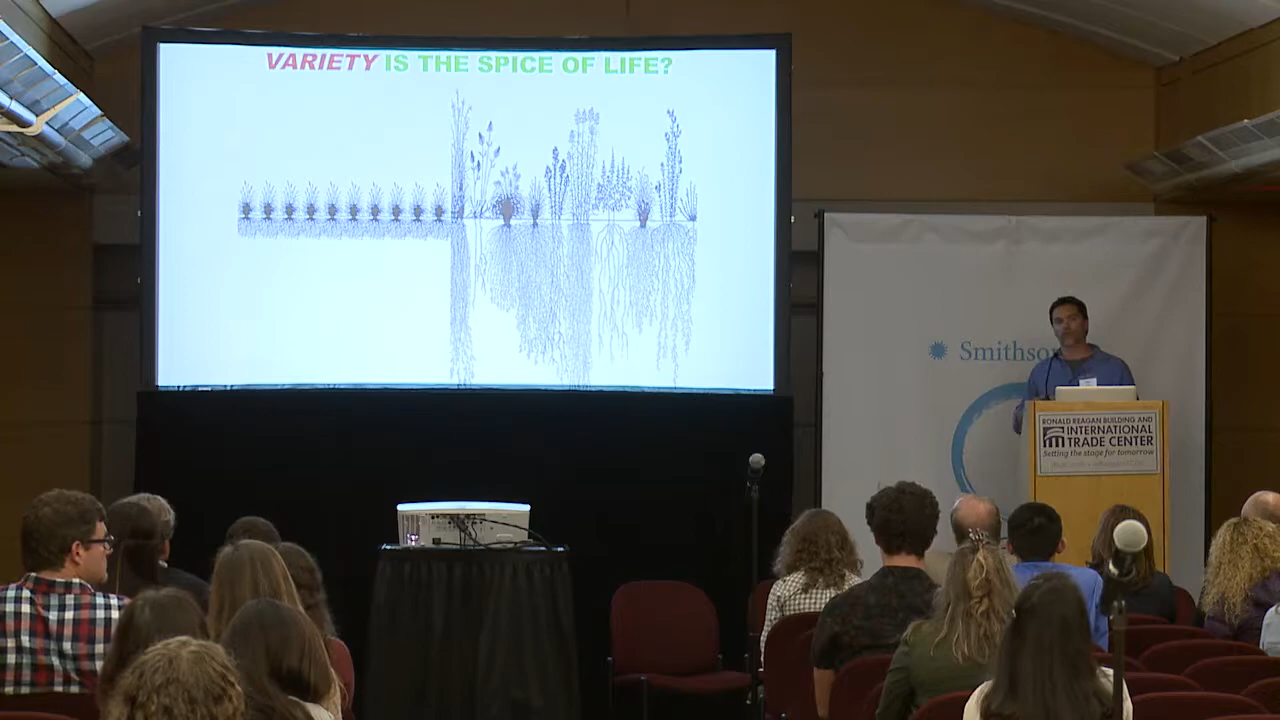 VARIETY IS THE SPICE OF LIFE?
Smithso
RONALD REAGAN BUILDING AND
INTERNATIONAL
TRADE CENTER
Setting the stage for tomorrow